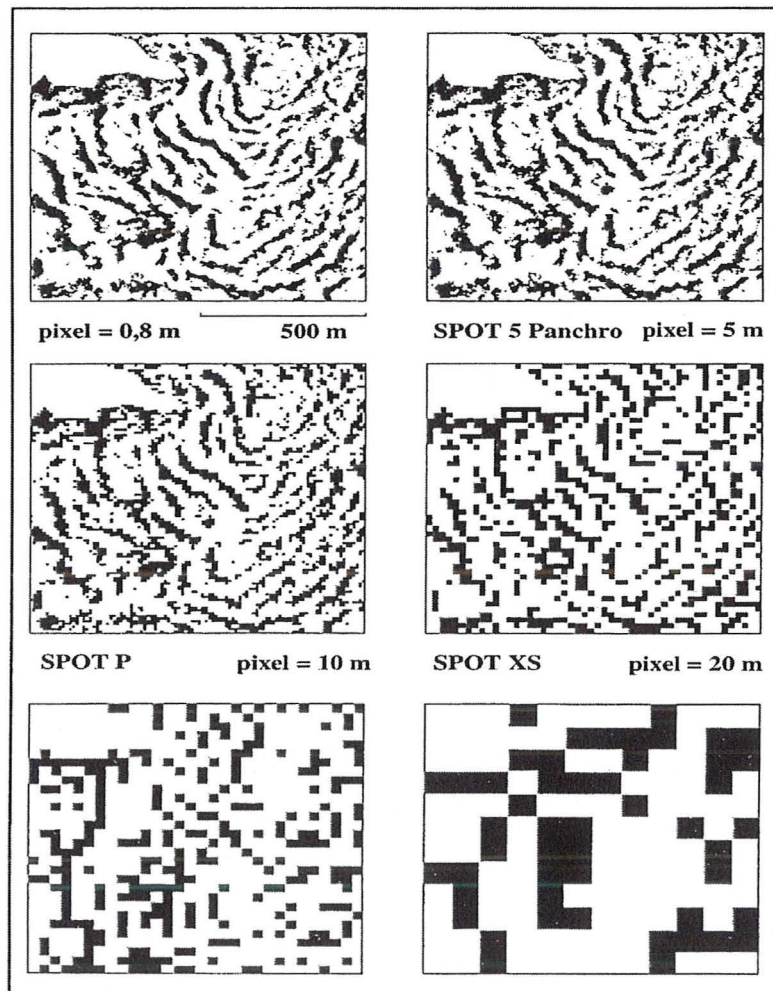 pixel = 0,8 m 500 m
SPOT 5 Panchro pixel = 5 m
SPOT P pixel = 10 m
SPOT XS pixel = 20 m